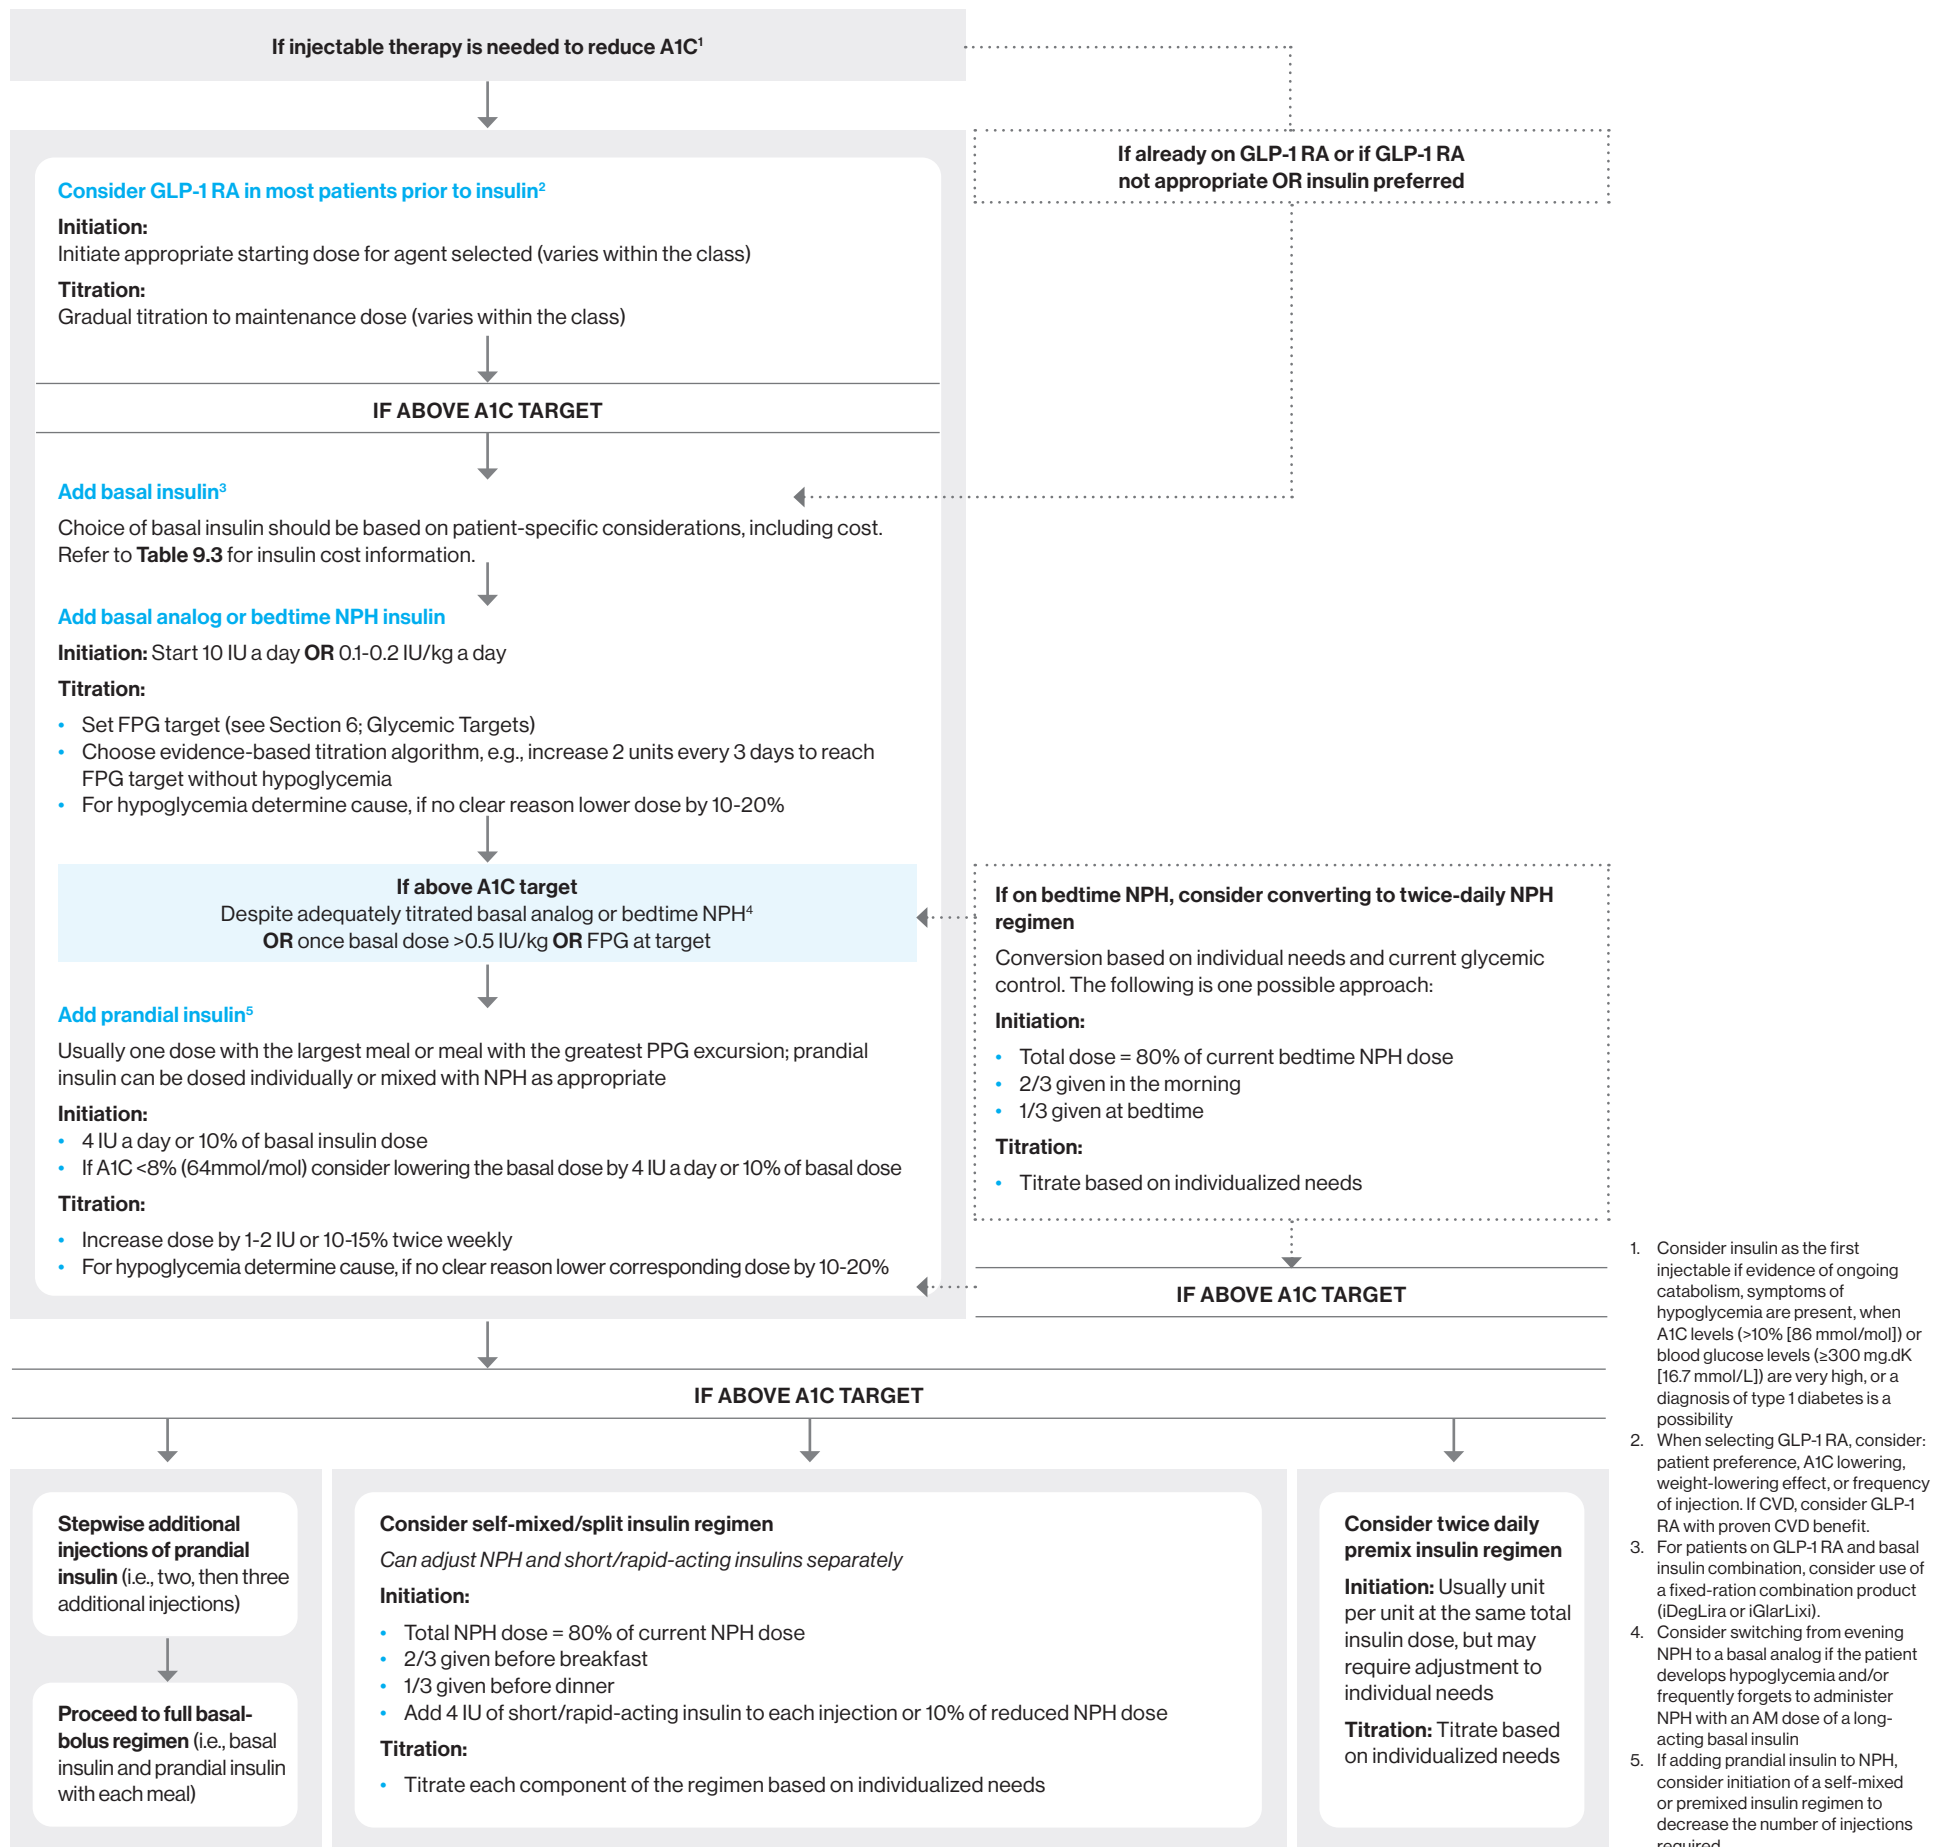 If injectable therapy is needed to reduce A1C¹
If already on GLP-1 RA or if GLP-1 RA
not appropriate OR insulin preferred
Consider GLP-1 RA in most patients prior to insulin²
Initiation:
Initiate appropriate starting dose for agent selected (varies within the class)
Titration:
Gradual titration to maintenance dose (varies within the class)
IF ABOVE A1C TARGET
Add basal insulin³
Choice of basal insulin should be based on patient-specific considerations, including cost.
Refer to Table 9.3 for insulin cost information.
Add basal analog or bedtime NPH insulin
Initiation: Start 10 IU a day OR 0.1-0.2 IU/kg a day
Titration:
• Set FPG target (see Section 6; Glycemic Targets)
• Choose evidence-based titration algorithm, e.g., increase 2 units every 3 days to reach
FPG target without hypoglycemia
• For hypoglycemia determine cause, if no clear reason lower dose by 10-20%
If above A1C target
Despite adequately titrated basal analog or bedtime NPH⁴
OR once basal dose >0.5 IU/kg OR FPG at target
Add prandial insulin⁵
Usually one dose with the largest meal or meal with the greatest PPG excursion; prandial
insulin can be dosed individually or mixed with NPH as appropriate
Initiation:
• 4 IU a day or 10% of basal insulin dose
• If A1C <8% (64mmol/mol) consider lowering the basal dose by 4 IU a day or 10% of basal dose
Titration:
• Increase dose by 1-2 IU or 10-15% twice weekly
• For hypoglycemia determine cause, if no clear reason lower corresponding dose by 10-20%
If on bedtime NPH, consider converting to twice-daily NPH
regimen
Conversion based on individual needs and current glycemic
control. The following is one possible approach:
Initiation:
• Total dose = 80% of current bedtime NPH dose
• 2/3 given in the morning
• 1/3 given at bedtime
Titration:
• Titrate based on individualized needs
IF ABOVE A1C TARGET
IF ABOVE A1C TARGET
Stepwise additional
injections of prandial
insulin (i.e., two, then three
additional injections)
Proceed to full basal-
bolus regimen (i.e., basal
insulin and prandial insulin
with each meal)
Consider self-mixed/split insulin regimen
Can adjust NPH and short/rapid-acting insulins separately
Initiation:
• Total NPH dose = 80% of current NPH dose
• 2/3 given before breakfast
• 1/3 given before dinner
• Add 4 IU of short/rapid-acting insulin to each injection or 10% of reduced NPH dose
Titration:
• Titrate each component of the regimen based on individualized needs
Consider twice daily
premix insulin regimen
Initiation: Usually unit
per unit at the same total
insulin dose, but may
require adjustment to
individual needs
Titration: Titrate based
on individualized needs
1. Consider insulin as the first
injectable if evidence of ongoing
catabolism, symptoms of
hypoglycemia are present, when
A1C levels (>10% [86 mmol/mol]) or
blood glucose levels (≥300 mg.dK
[16.7 mmol/L]) are very high, or a
diagnosis of type 1 diabetes is a
possibility
2. When selecting GLP-1 RA, consider:
patient preference, A1C lowering,
weight-lowering effect, or frequency
of injection. If CVD, consider GLP-1
RA with proven CVD benefit.
3. For patients on GLP-1 RA and basal
insulin combination, consider use of
a fixed-ration combination product
(iDegLira or iGlarLixi).
4. Consider switching from evening
NPH to a basal analog if the patient
develops hypoglycemia and/or
frequently forgets to administer
NPH with an AM dose of a long-
acting basal insulin
5. If adding prandial insulin to NPH,
consider initiation of a self-mixed
or premixed insulin regimen to
decrease the number of injections
required